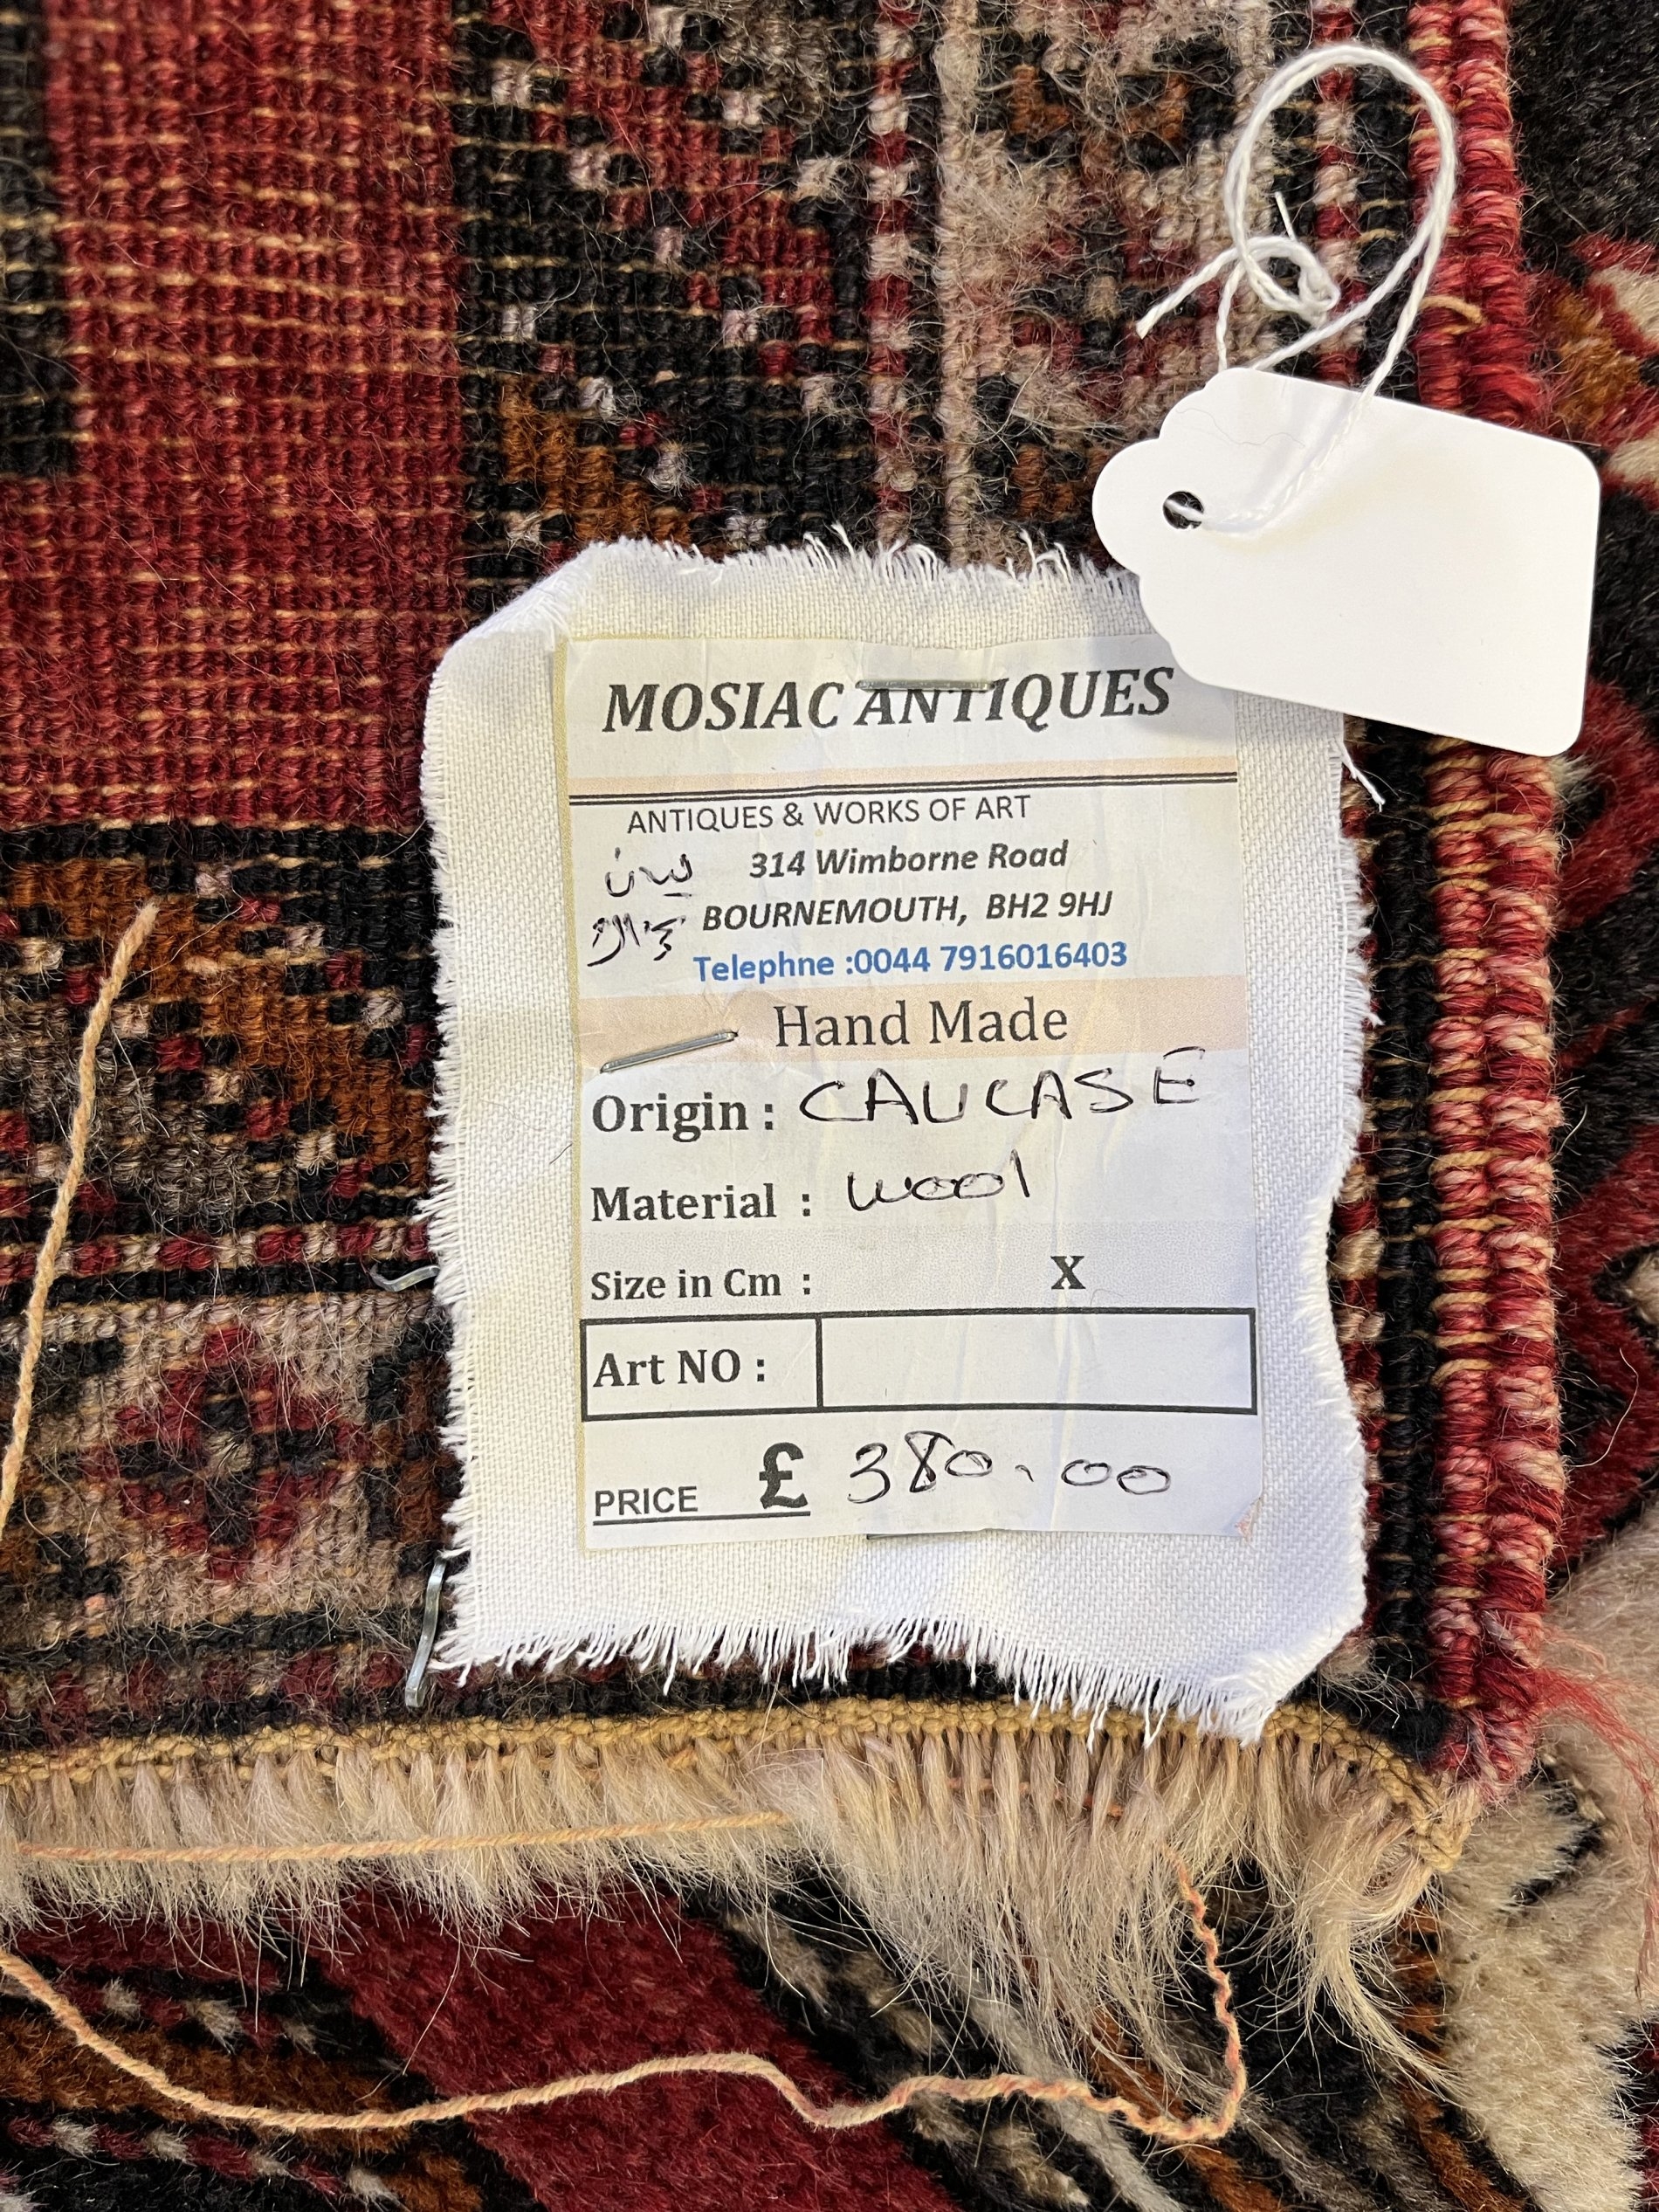 MOSIAC ANTIQUES
ANTIQUES & WORKS OF ART
314 Wimborne Road
BOURNEMOUTH, BH2 9HJ
Telephne :0044 7916016403
Hand Made
Origin : CAUCASE
Material : wool
Size in Cm : X
Art NO :
PRICE £ 380.00